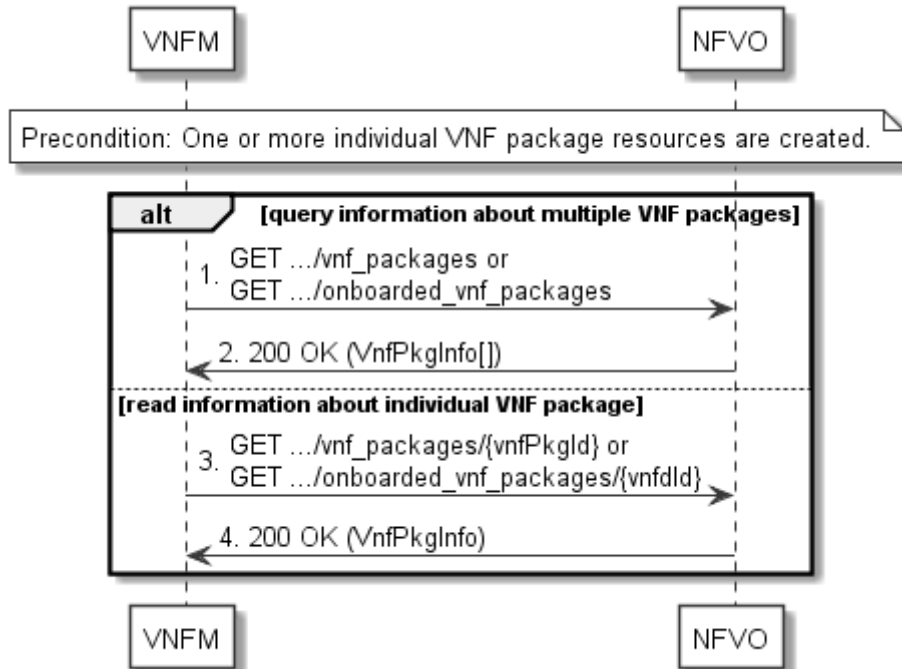 VNFM NFVO
Precondition: One or more individual VNF package resources are created.
alt [query information about multiple VNF packages]
1. GET .../vnf_packages or
GET .../onboarded_vnf_packages
2. 200 OK (VnfPkgInfo[])
[read information about individual VNF package]
3. GET .../vnf_packages/{vnfPkgId} or
GET .../onboarded_vnf_packages/{vnfdId}
4. 200 OK (VnfPkgInfo)
VNFM NFVO